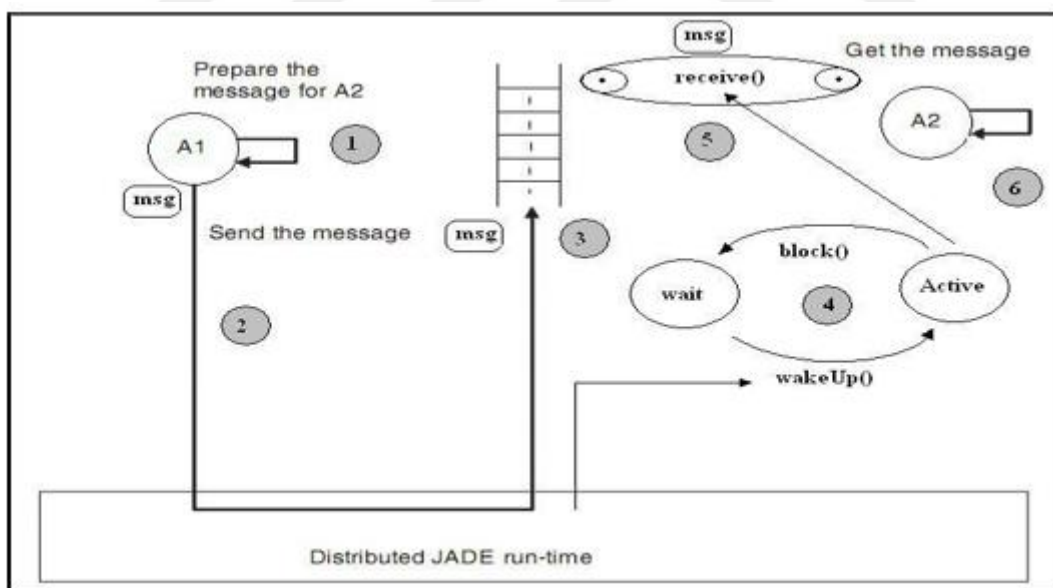 msg
Get the message
Prepare the
message for A2
receive()
A1
1
5
A2
6
msg
Send the message
msg
3
block()
wait
4
Active
2
wakeUp()
Distributed JADE run-time